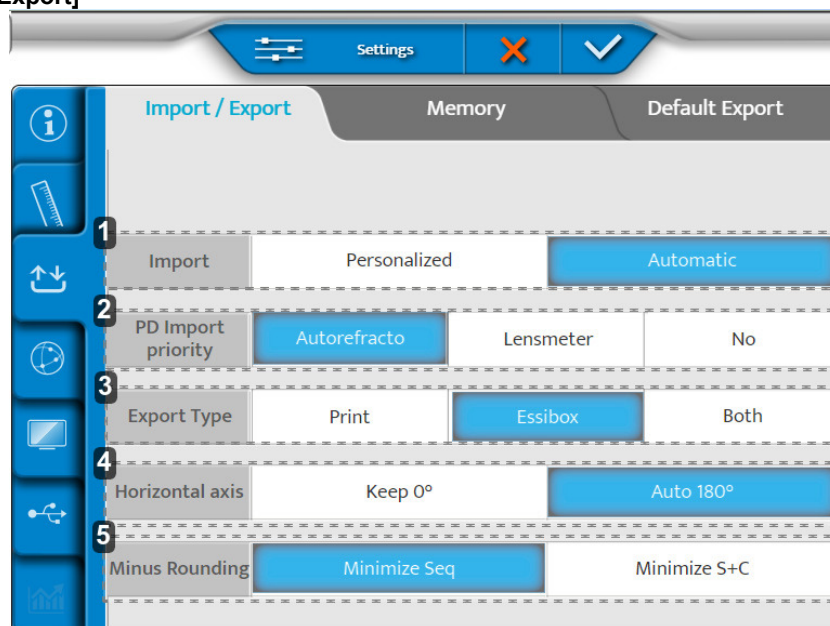 Export]
Settings
Import / Export Memory Default Export
1
Import Personalized Automatic
2
PD Import
priority Autorefracto Lensmeter No
3
Export Type Print Essibox Both
4
Horizontal axis Keep 0° Auto 180°
5
Minus Rounding Minimize Seq Minimize S+C